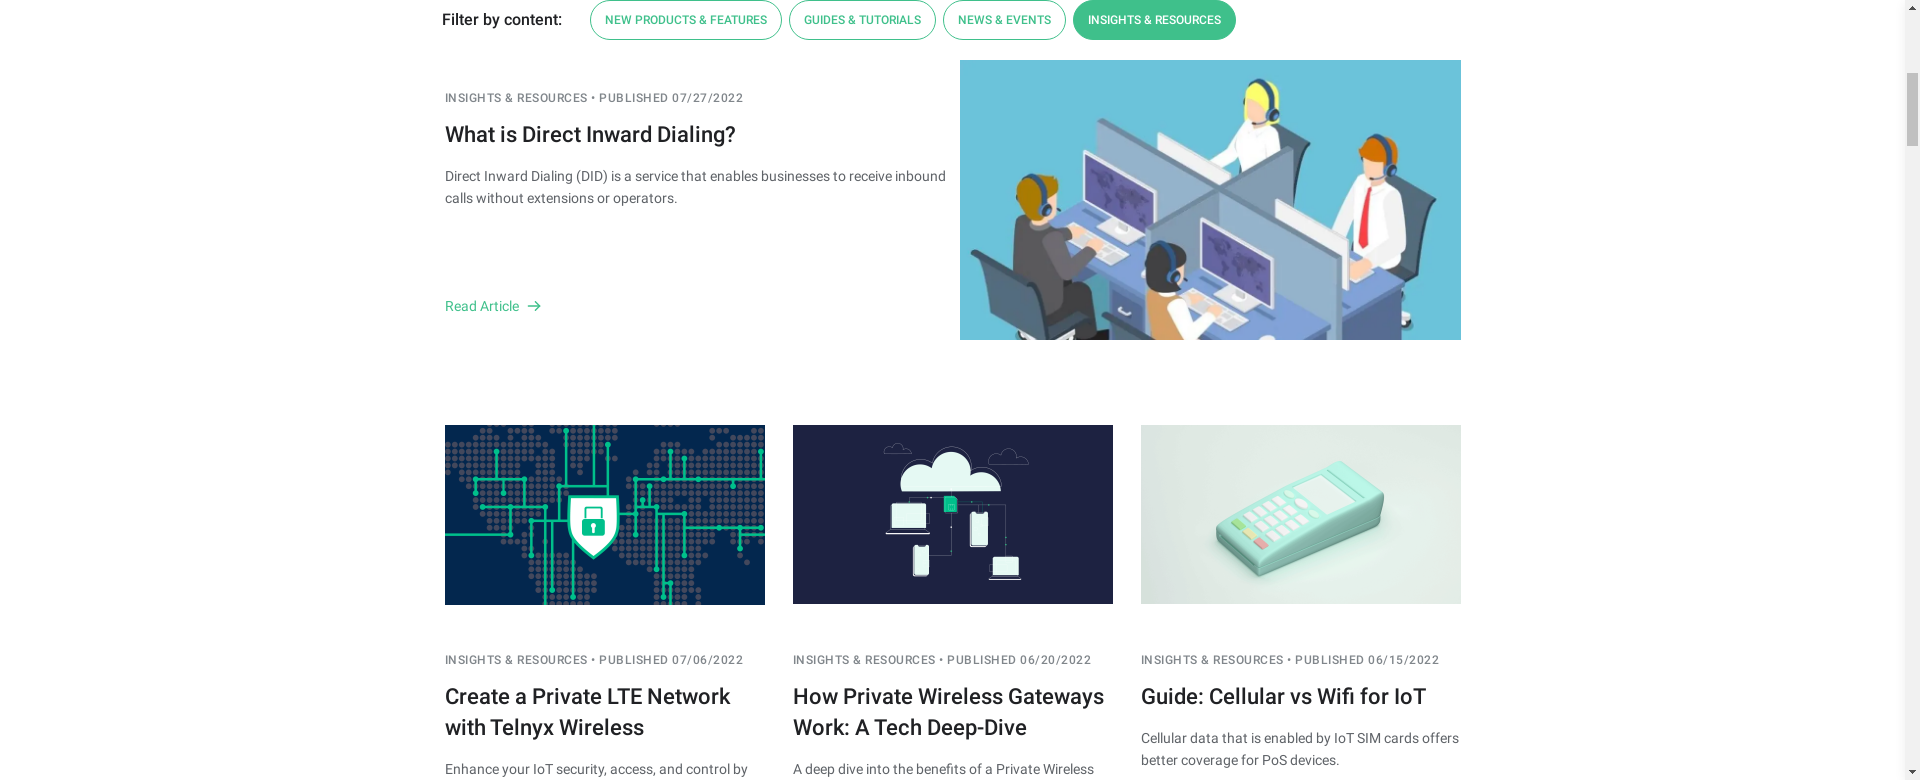 Filter by content:
NEW PRODUCTS & FEATURES
GUIDES & TUTORIALS
NEWS & EVENTS
INSIGHTS & RESOURCES
INSIGHTS & RESOURCES • PUBLISHED 07/27/2022
What is Direct Inward Dialing?
Direct Inward Dialing (DID) is a service that enables businesses to receive inbound
calls without extensions or operators.
Read Article
INSIGHTS & RESOURCES • PUBLISHED 07/06/2022
Create a Private LTE Network
with Telnyx Wireless
Enhance your IoT security, access, and control by
INSIGHTS & RESOURCES • PUBLISHED 06/20/2022
How Private Wireless Gateways
Work: A Tech Deep-Dive
A deep dive into the benefits of a Private Wireless
INSIGHTS & RESOURCES • PUBLISHED 06/15/2022
Guide: Cellular vs Wifi for IoT
Cellular data that is enabled by IoT SIM cards offers
better coverage for PoS devices.